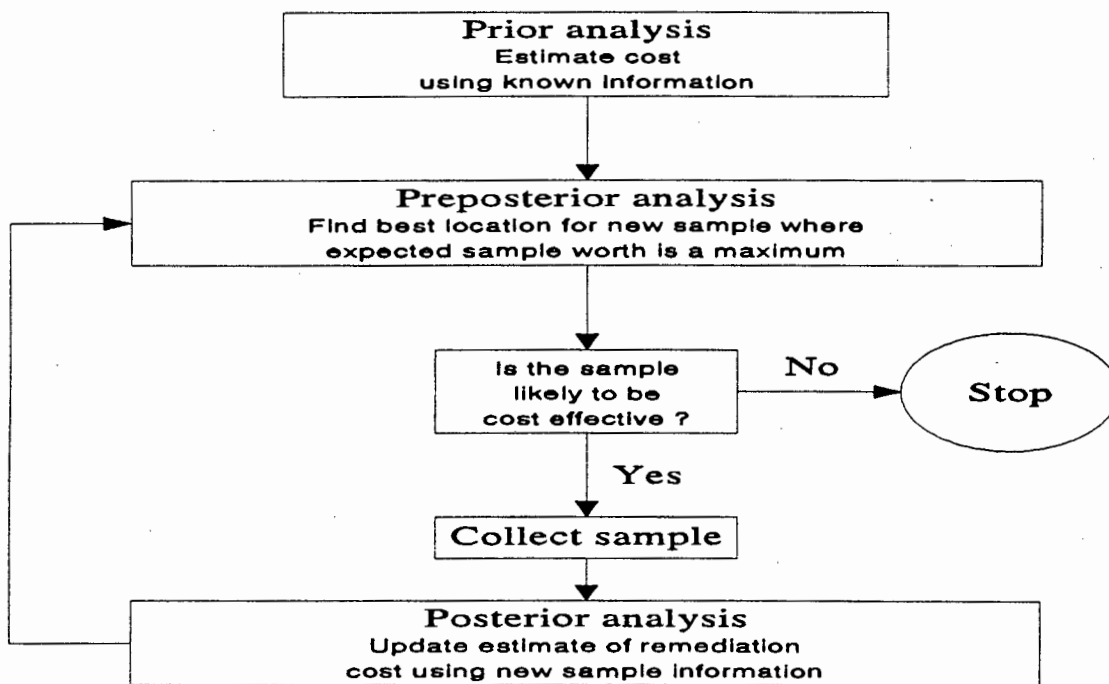 Prior analysis
Estimate cost
using known information
Preposterior analysis
Find best location for new sample where
expected sample worth is a maximum
Is the sample
likely to be
cost effective ?
No
Stop
Yes
Collect sample
Posterior analysis
Update estimate of remediation
cost using new sample information